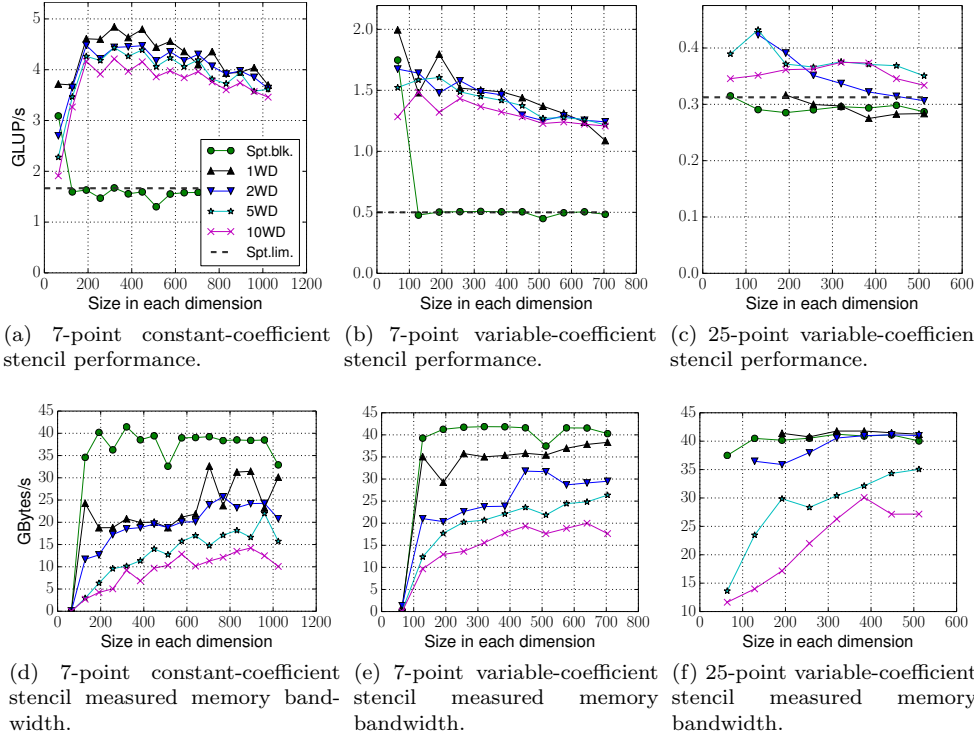 5
4
3
2
1
0
GLUP/s
Spt.blk.
1WD
2WD
5WD
10WD
Spt.lim.
0 200 400 600 800 1000 1200
Size in each dimension
(a) 7-point constant-coefficient
stencil performance.
2.0
1.5
1.0
0.5
0.0
0 100 200 300 400 500 600 700 800
Size in each dimension
(b) 7-point variable-coefficient
stencil performance.
0.4
0.3
0.2
0.1
0.0
0 100 200 300 400 500 600
Size in each dimension
(c) 25-point variable-coefficien
stencil performance.
45
40
35
30
25
20
15
10
5
0
GBytes/s
0 200 400 600 800 1000 1200
Size in each dimension
(d) 7-point constant-coefficient
stencil measured memory band-
width.
45
40
35
30
25
20
15
10
5
0
0 100 200 300 400 500 600 700 800
Size in each dimension
(e) 7-point variable-coefficient
stencil measured memory
bandwidth.
45
40
35
30
25
20
15
10
0 100 200 300 400 500 600
Size in each dimension
(f) 25-point variable-coefficient
stencil measured memory
bandwidth.